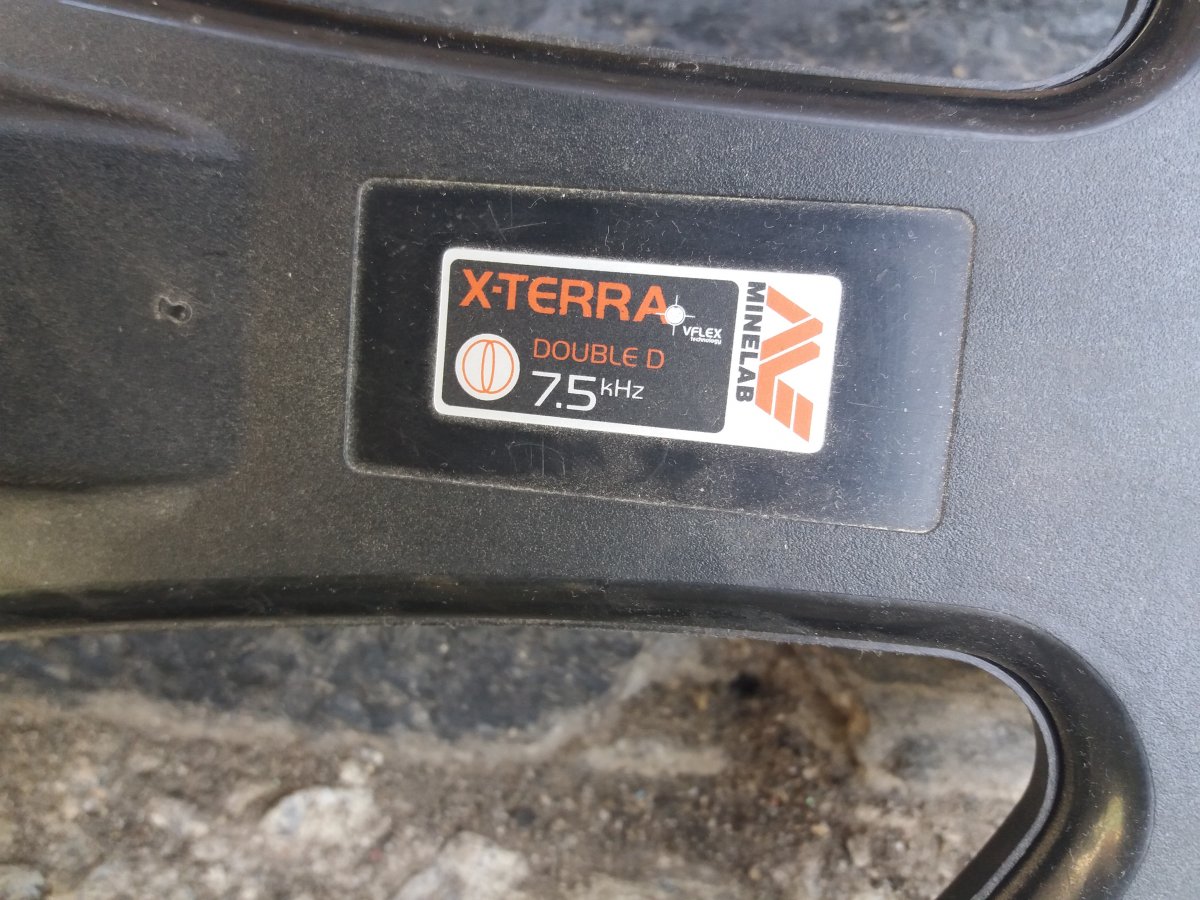 X-TERRA
VFLEX
technology
DOUBLE D
7.5 kHz
MINELAB